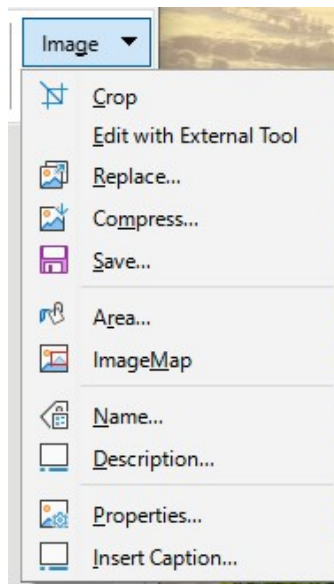 Image
Crop
Edit with External Tool
Replace...
Compress...
Save...
Area...
ImageMap
Name...
Description...
Properties...
Insert Caption...